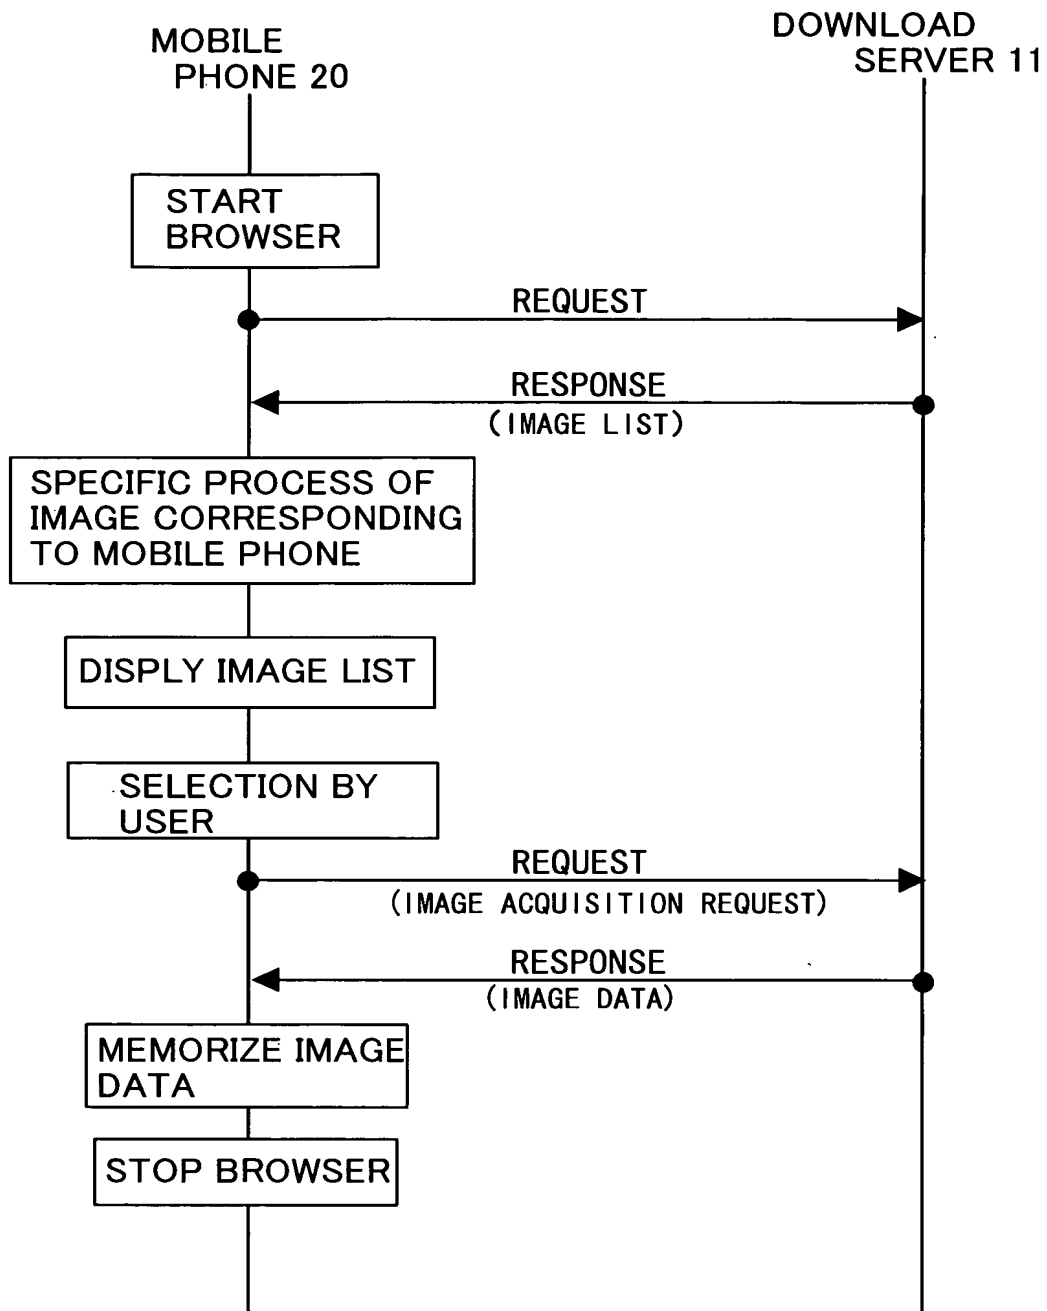 MOBILE
PHONE 20
DOWNLOAD
SERVER 11
START
BROWSER
REQUEST
RESPONSE
(IMAGE LIST)
SPECIFIC PROCESS OF
IMAGE CORRESPONDING
TO MOBILE PHONE
DISPLY IMAGE LIST
SELECTION BY
USER
REQUEST
(IMAGE ACQUISITION REQUEST)
RESPONSE
(IMAGE DATA)
MEMORIZE IMAGE
DATA
STOP BROWSER